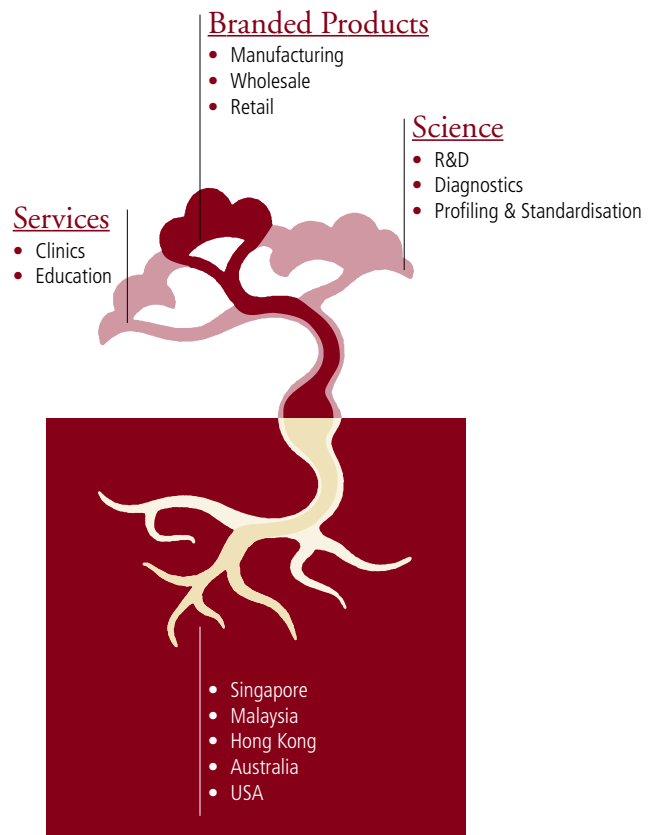 Branded Products
• Manufacturing
• Wholesale
• Retail
Science
• R&D
• Diagnostics
• Profiling & Standardisation
Services
• Clinics
• Education
• Singapore
• Malaysia
• Hong Kong
• Australia
• USA